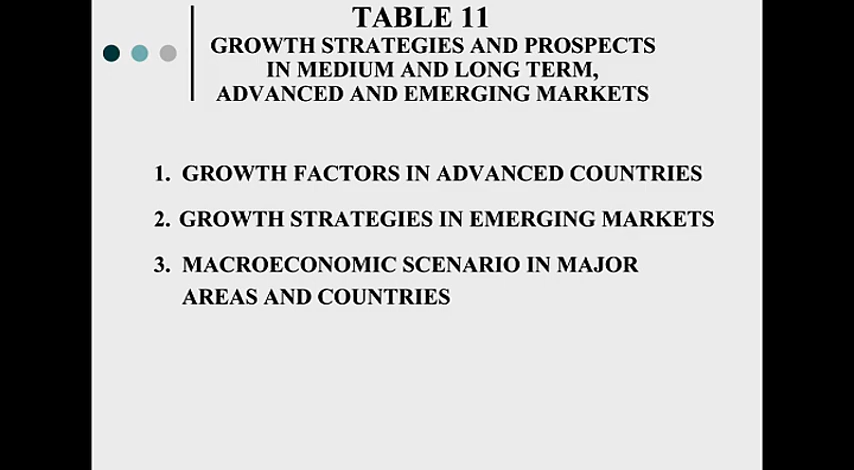 TABLE 11
GROWTH STRATEGIES AND PROSPECTS
IN MEDIUM AND LONG TERM,
ADVANCED AND EMERGING MARKETS
1. GROWTH FACTORS IN ADVANCED COUNTRIES
2. GROWTH STRATEGIES IN EMERGING MARKETS
3. MACROECONOMIC SCENARIO IN MAJOR
AREAS AND COUNTRIES